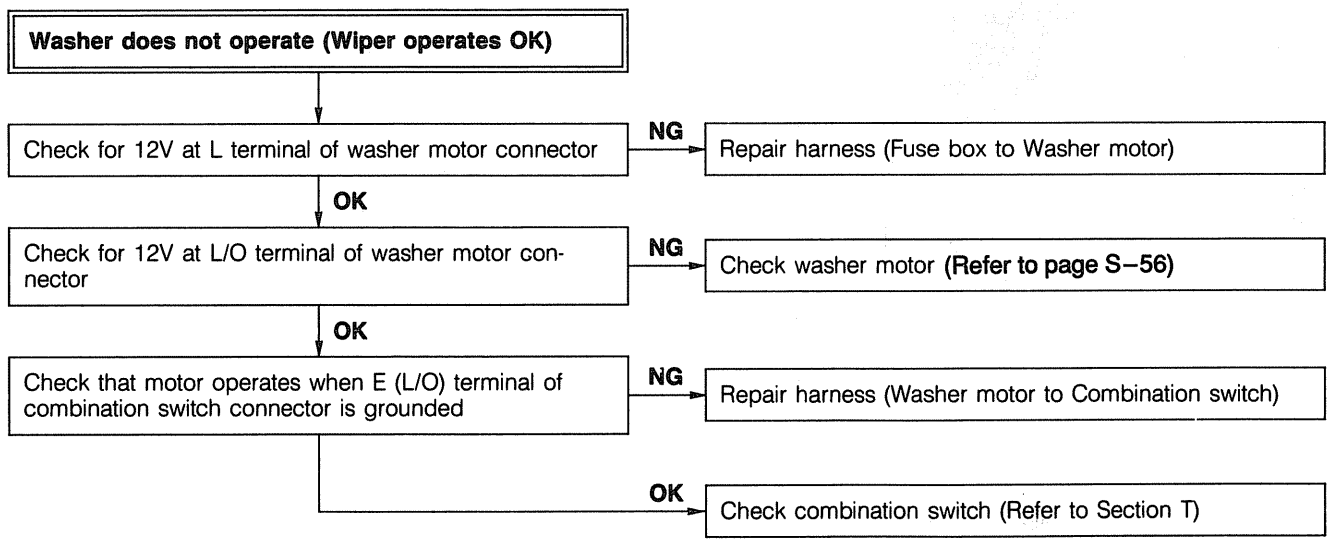 Washer does not operate (Wiper operates OK)
Check for 12V at L terminal of washer motor connector
NG
Repair harness (Fuse box to Washer motor)
OK
Check for 12V at L/O terminal of washer motor con-
nector
NG
Check washer motor (Refer to page S–56)
OK
Check that motor operates when E (L/O) terminal of
combination switch connector is grounded
NG
Repair harness (Washer motor to Combination switch)
OK
Check combination switch (Refer to Section T)